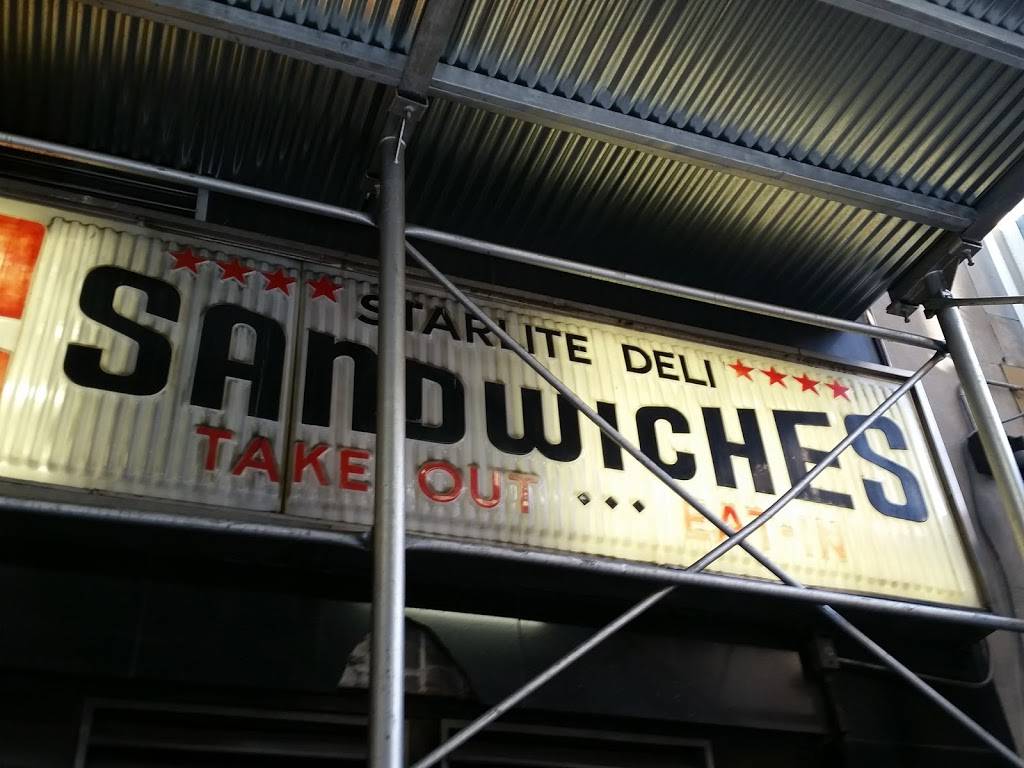 STARLITE DELI
SANDWICHES
TAKE OUT ... EAT-IN